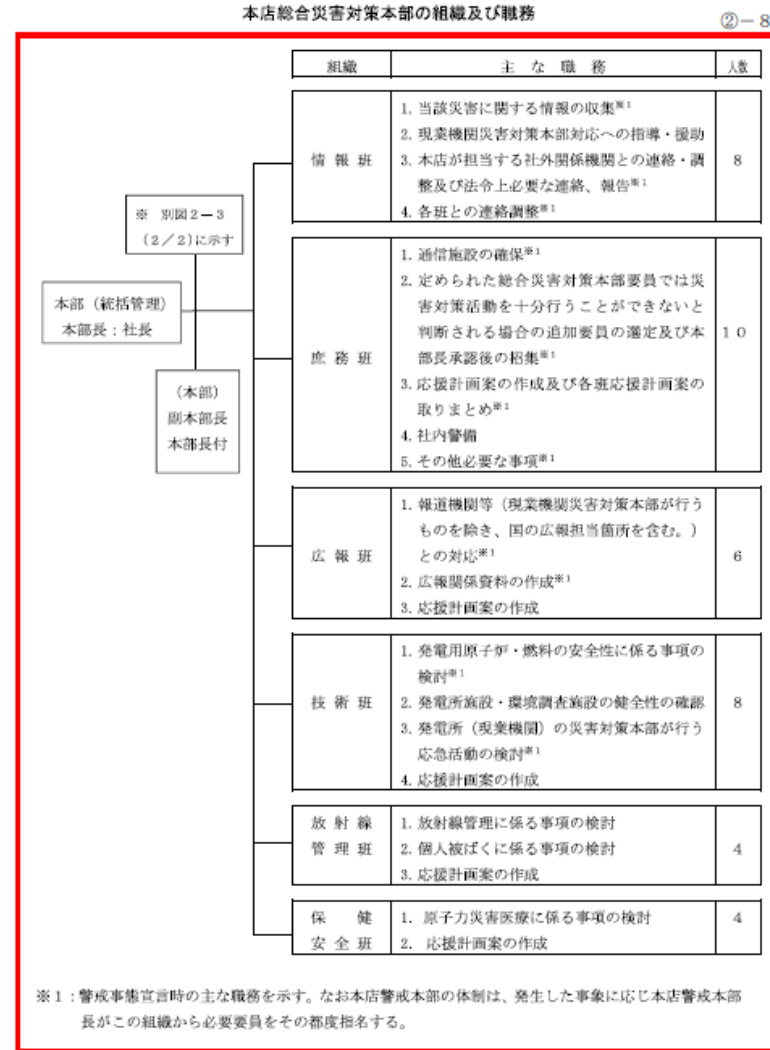 本店総合災害対策本部の組織及び職務
②-8
組織 主な職務 人数
情報班
1. 当該災害に関する情報の収集※1
2. 現業機関災害対策本部対応への指導・援助
3. 本店が担当する社外関係機関との連絡・調
整及び法令上必要な連絡、報告※1
4. 各班との連絡調整※1
8
※ 別図2-3
(2/2)に示す
本部(統括管理)
本部長:社長
(本部)
副本部長
本部長付
庶務班
1. 通信施設の確保※1
2. 定められた総合災害対策本部要員では災
害対策活動を十分行うことができないと
判断される場合の追加要員の選定及び本
部長承認後の招集※1
3. 応援計画案の作成及び各班応援計画案の
取りまとめ※1
4. 社内警備
5. その他必要な事項※1
10
広報班
1. 報道機関等(現業機関災害対策本部が行う
ものを除き、国の広報担当箇所を含む。)
との対応※1
2. 広報関係資料の作成※1
3. 応援計画案の作成
6
技術班
1. 発電用原子炉・燃料の安全性に係る事項の
検討※1
2. 発電所施設・環境調査施設の健全性の確認
3. 発電所(現業機関)の災害対策本部が行う
応急活動の検討※1
4. 応援計画案の作成
8
放射線
管理班
1. 放射線管理に係る事項の検討
2. 個人被ばくに係る事項の検討
3. 応援計画案の作成
4
保健
安全班
1. 原子力災害医療に係る事項の検討
2. 応援計画案の作成
4
※1:警戒事態宣言時の主な職務を示す。なお本店警戒本部の体制は、発生した事象に応じ本店警戒本部
長がこの組織から必要要員をその都度指名する。